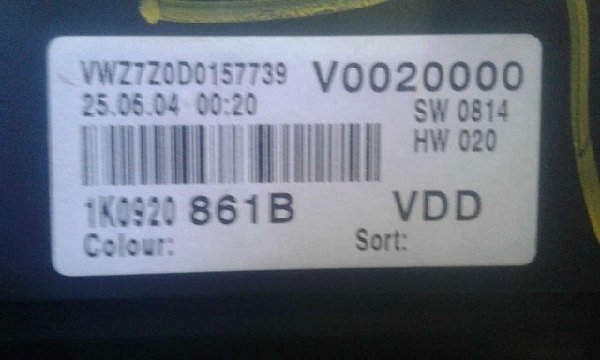 VWZ7Z0D0157739 V0020000
25.06.04 00:20 SW 0814
HW 020
1K0920 861B VDD
Colour: Sort: